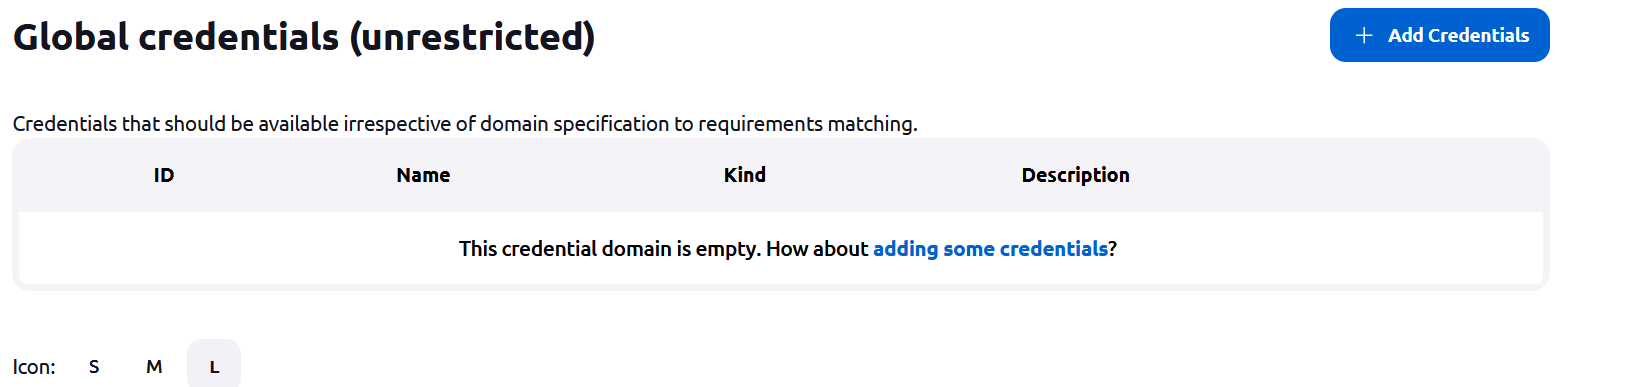 Global credentials (unrestricted)
+ Add Credentials
Credentials that should be available irrespective of domain specification to requirements matching.
ID Name Kind Description
This credential domain is empty. How about adding some credentials?
Icon: S M L